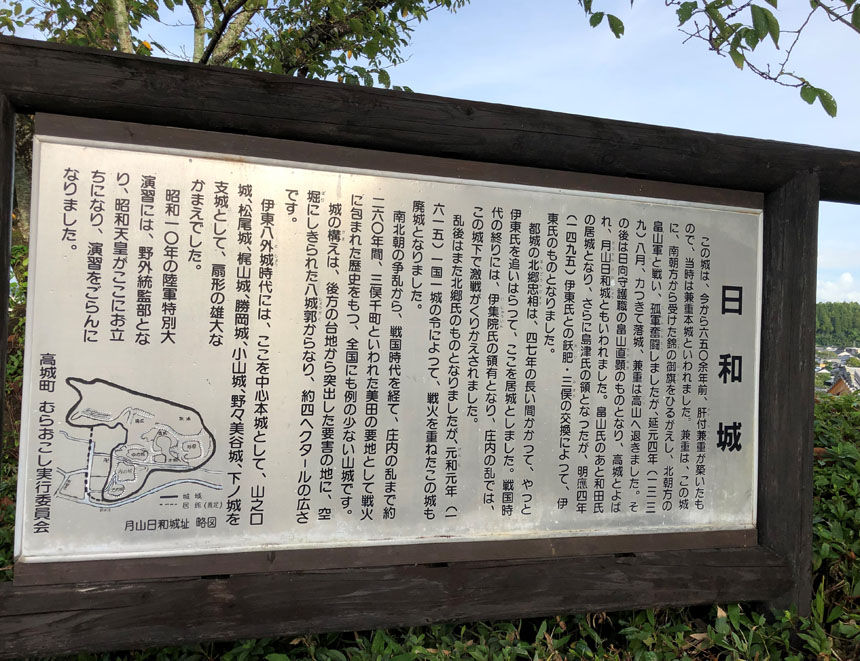 日和城
この城は、今から六五〇余年前、肝付兼重が築いたも
ので、当時は兼重本城といわれました。兼重は、この城
に、南朝方から受けた錦の御旗をひるがえし、北朝方の
畠山軍と戦い、孤軍奮闘しましたが、延元四年（一三三
九）八月、力つきて落城、兼重は高山へ退きました。そ
の後は日向守護職の畠山直顕のものとなり、高城とよば
れ、月山日和城ともいわれました。畠山氏のあと和田氏
の居城となり、さらに島津氏の領となつたが、明應四年
（一四九五）伊東氏との飫肥・三俣の交換によつて、伊
東氏のものとなりました。
都城の北郷忠相は、四七年の長い間かかって、やっと
伊東氏を追いはらつて、ここを居城としました。戦国時
代の終りには、伊集院氏の領有となり、庄内の乱では、
この城下で激戦がくりかえされました。
乱後はまた北郷氏のものとなりましたが、元和元年（一
六一五）一国一城の令によって、戦火を重ねたこの城も
廃城となりました。
南北朝の争乱から、戦国時代を経て、庄内の乱まで約
二六〇年間、三俣千町といわれた美田の要地として戦火
に包まれた歴史をもつ、全国にも例の少ない山城です。
城の構えは、後方の台地から突出した要害の地に、空
堀にしきられた八城郭からなり、約四ヘクタールの広さ
です。
伊東八外城時代には、ここを中心本城として、山之口
城、松尾城、梶山城、勝岡城、小山城、野々美谷城、下ノ城を
支城として、扇形の雄大な
かまえでした。
昭和一〇年の陸軍特別大
演習には、野外統監部とな
り、昭和天皇がここにお立
ちになり、演習をごらんに
なりました。
城域
月山日和城址 略図
高城町 むらおこし実行委員会